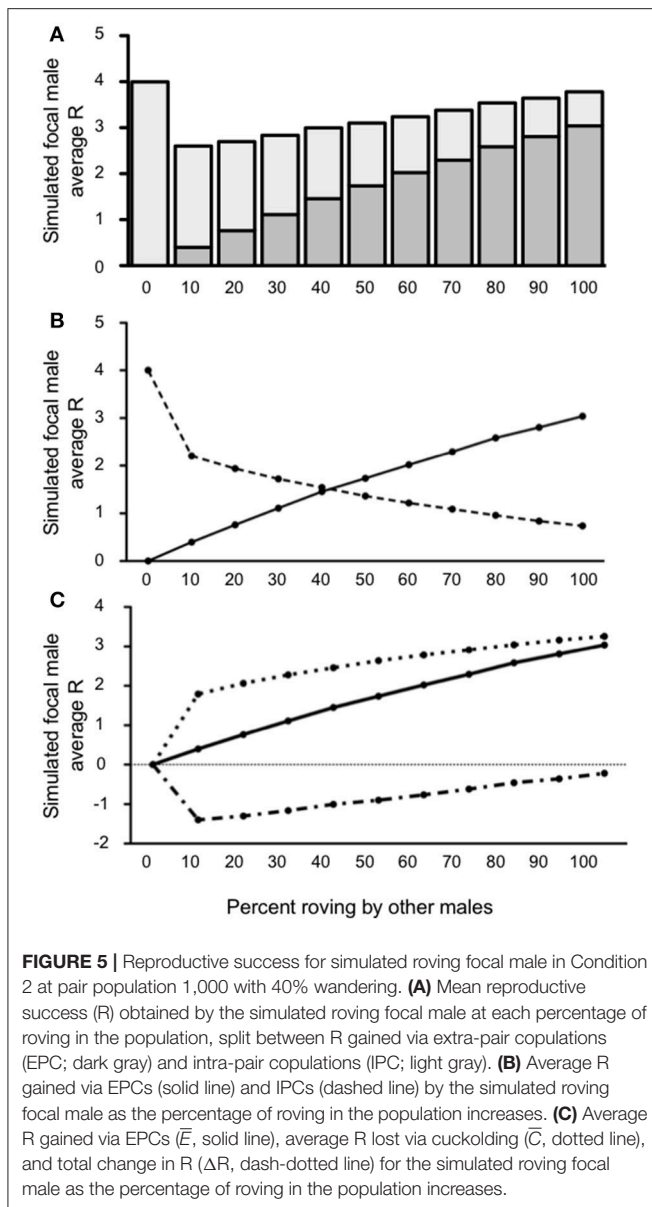 A
5
4
3
2
1
0
Simulated focal male
average R
0 10 20 30 40 50 60 70 80 90 100
B
5
4
3
2
1
0
Simulated focal male
average R
0 10 20 30 40 50 60 70 80 90 100
C
4
3
2
1
0
-1
-2
Simulated focal male
average R
0 10 20 30 40 50 60 70 80 90 100
Percent roving by other males
FIGURE 5 | Reproductive success for simulated roving focal male in Condition
2 at pair population 1,000 with 40% wandering. (A) Mean reproductive
success (R) obtained by the simulated roving focal male at each percentage of
roving in the population, split between R gained via extra-pair copulations
(EPC; dark gray) and intra-pair copulations (IPC; light gray). (B) Average R
gained via EPCs (solid line) and IPCs (dashed line) by the simulated roving
focal male as the percentage of roving in the population increases. (C) Average
R gained via EPCs (E̅, solid line), average R lost via cuckolding (C̅, dotted line),
and total change in R (ΔR, dash-dotted line) for the simulated roving focal
male as the percentage of roving in the population increases.